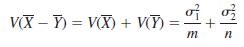 V(X̅ − Y̅) = V(X̅) + V(Y̅) = σ₁²/m + σ₂²/n